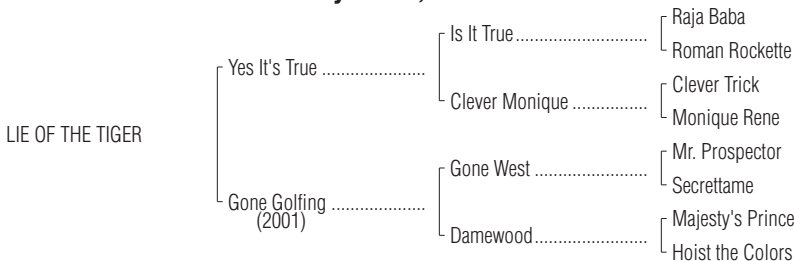 Raja Baba
Is It True............................
Roman Rockette
Yes It's True ......................
Clever Trick
Clever Monique ................
Monique Rene
LIE OF THE TIGER
Mr. Prospector
Gone West ........................
Secrettame
Gone Golfing ....................
(2001)
Majesty's Prince
Damewood........................
Hoist the Colors